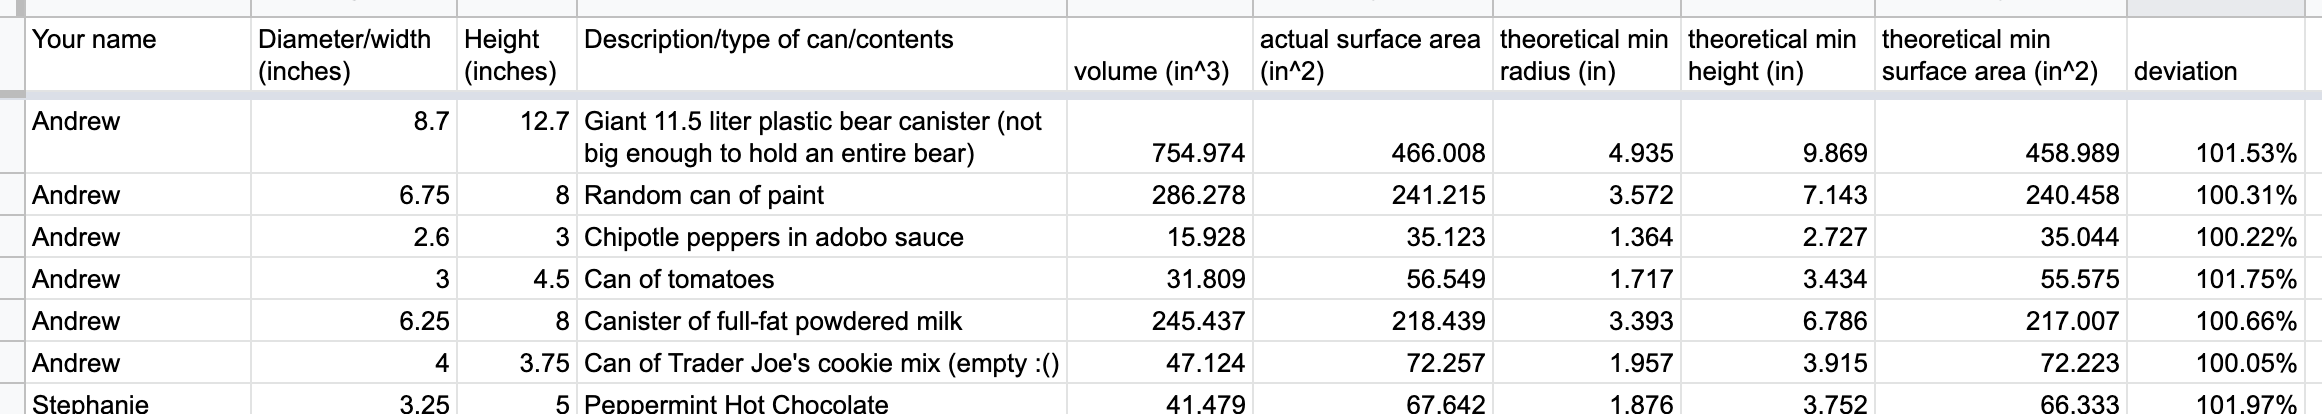 Your name Diameter/width (inches) Height (inches) Description/type of can/contents volume (in^3) actual surface area (in^2) theoretical min radius (in) theoretical min height (in) theoretical min surface area (in^2) deviation
Andrew 8.7 12.7 Giant 11.5 liter plastic bear canister (not big enough to hold an entire bear) 754.974 466.008 4.935 9.869 458.989 101.53%
Andrew 6.75 8 Random can of paint 286.278 241.215 3.572 7.143 240.458 100.31%
Andrew 2.6 3 Chipotle peppers in adobo sauce 15.928 35.123 1.364 2.727 35.044 100.22%
Andrew 3 4.5 Can of tomatoes 31.809 56.549 1.717 3.434 55.575 101.75%
Andrew 6.25 8 Canister of full-fat powdered milk 245.437 218.439 3.393 6.786 217.007 100.66%
Andrew 4 3.75 Can of Trader Joe's cookie mix (empty :() 47.124 72.257 1.957 3.915 72.223 100.05%
Stephanie 3.25 5 Peppermint Hot Chocolate 41.479 67.642 1.876 3.752 66.333 101.97%